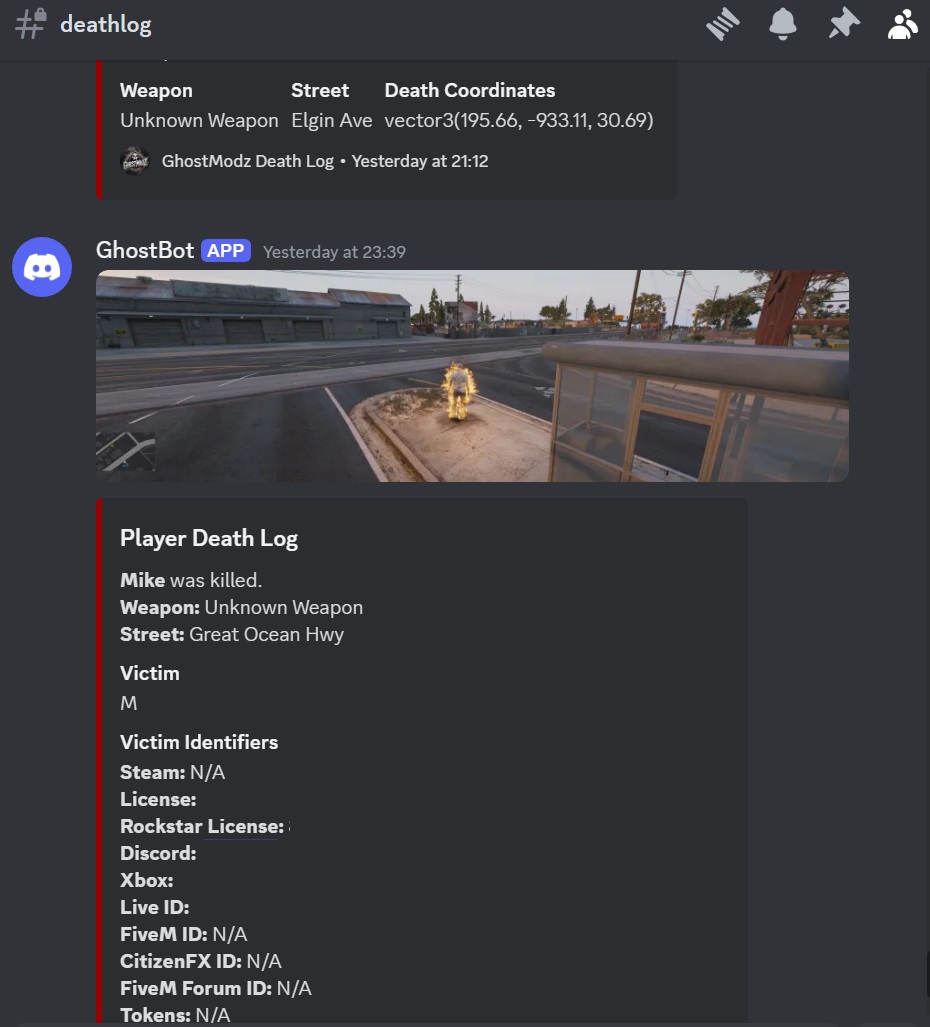 deathlog
Weapon Street Death Coordinates
Unknown Weapon Elgin Ave vector3(195.66, -933.11, 30.69)
GhostModz Death Log • Yesterday at 21:12
GhostBot APP Yesterday at 23:39
Player Death Log
Mike was killed.
Weapon: Unknown Weapon
Street: Great Ocean Hwy
Victim
M
Victim Identifiers
Steam: N/A
License:
Rockstar License:
Discord:
Xbox:
Live ID:
FiveM ID: N/A
CitizenFX ID: N/A
FiveM Forum ID: N/A
Tokens: N/A